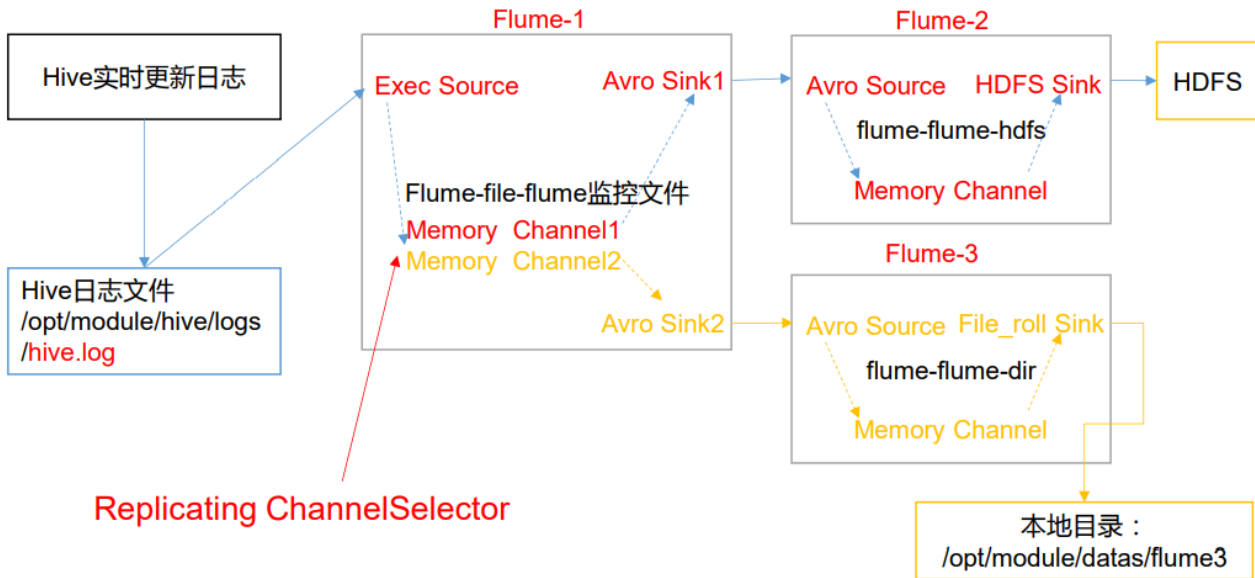 Flume-1
Flume-2
Hive实时更新日志
Exec Source
Avro Sink1
Avro Source
HDFS Sink
HDFS
flume-flume-hdfs
Memory Channel
Flume-file-flume监控文件
Memory Channel1
Memory Channel2
Avro Sink2
Flume-3
Hive日志文件
/opt/module/hive/logs
/hive.log
Avro Source
File_roll Sink
flume-flume-dir
Memory Channel
Replicating ChannelSelector
本地目录：
/opt/module/datas/flume3